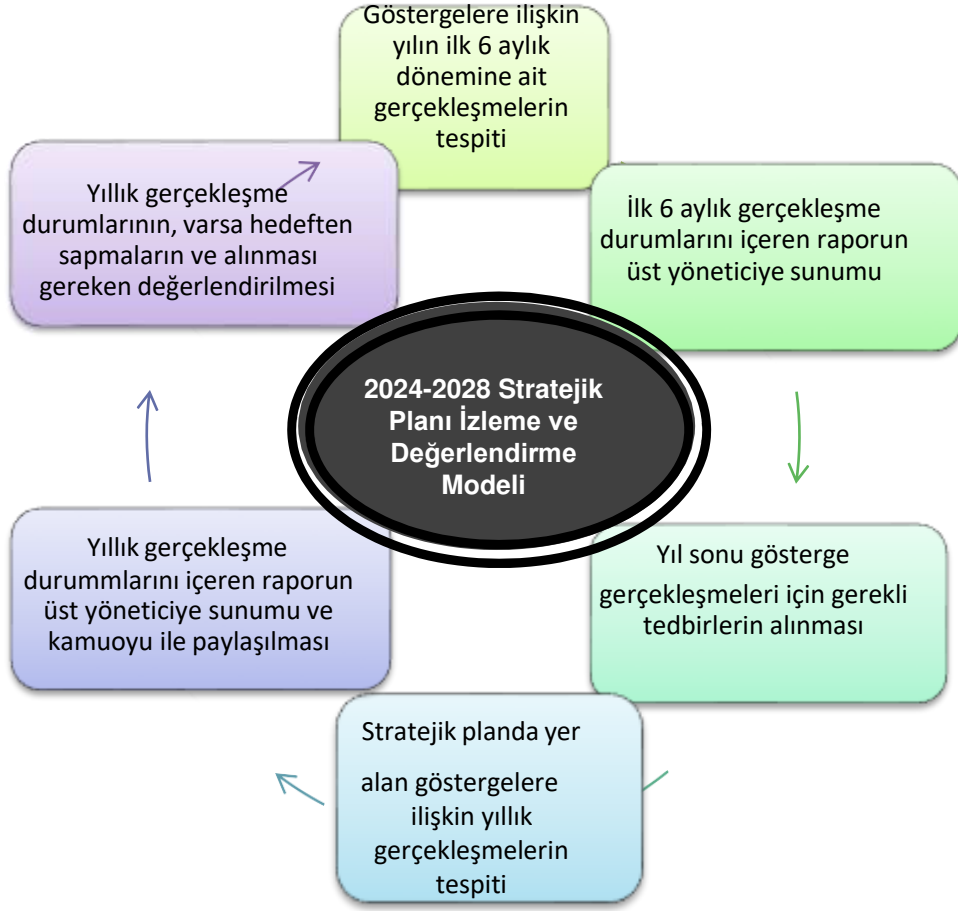 Göstergelere ilişkin
yılın ilk 6 aylık
dönemine ait
gerçekleşmelerin
tespiti
İlk 6 aylık gerçekleşme
durumlarını içeren raporun
üst yöneticiye sunumu
Yıl sonu gösterge
gerçekleşmeleri için gerekli
tedbirlerin alınması
Stratejik planda yer
alan göstergelere
ilişkin yıllık
gerçekleşmelerin
tespiti
Yıllık gerçekleşme
durummlarını içeren raporun
üst yöneticiye sunumu ve
kamuoyu ile paylaşılması
Yıllık gerçekleşme
durumlarının, varsa hedeften
sapmaların ve alınması
gereken değerlendirilmesi
2024-2028 Stratejik
Planı İzleme ve
Değerlendirme
Modeli